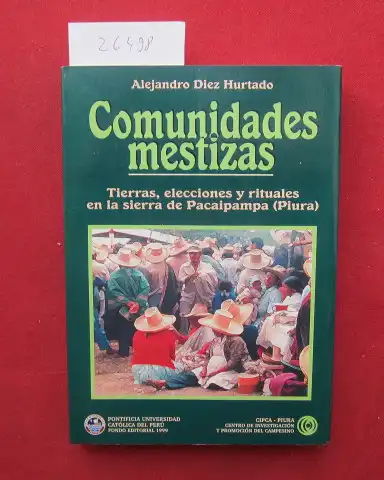 26498
Alejandro Diez Hurtado
Comunidades
mestizas
Tierras, elecciones y rituales
en la sierra de Pacaipampa (Piura)
PONTIFICIA UNIVERSIDAD
CATÓLICA DEL PERÚ
FONDO EDITORIAL 1999
CIPCA - PIURA
CENTRO DE INVESTIGACIÓN
Y PROMOCIÓN DEL CAMPESINO